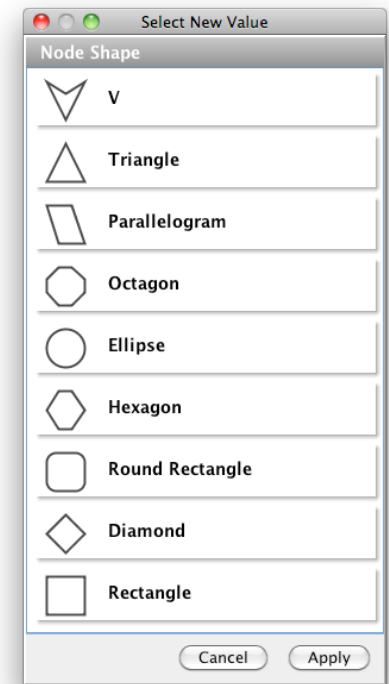 Select New Value
Node Shape
V
Triangle
Parallelogram
Octagon
Ellipse
Hexagon
Round Rectangle
Diamond
Rectangle
Cancel Apply